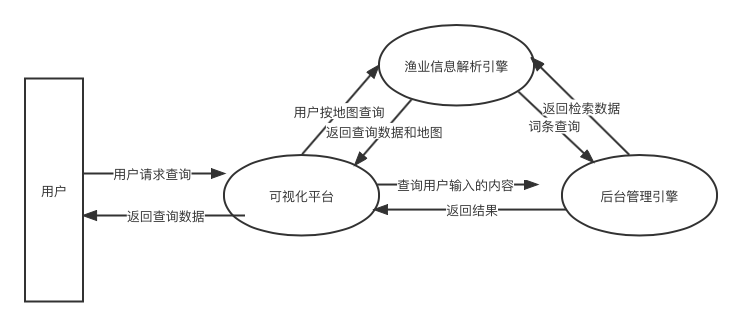 渔业信息解析引擎
用户按地图查询
返回检索数据
词条查询
返回查询数据和地图
用户请求查询
用户
可视化平台
查询用户输入的内容
后台管理引擎
返回查询数据
返回结果